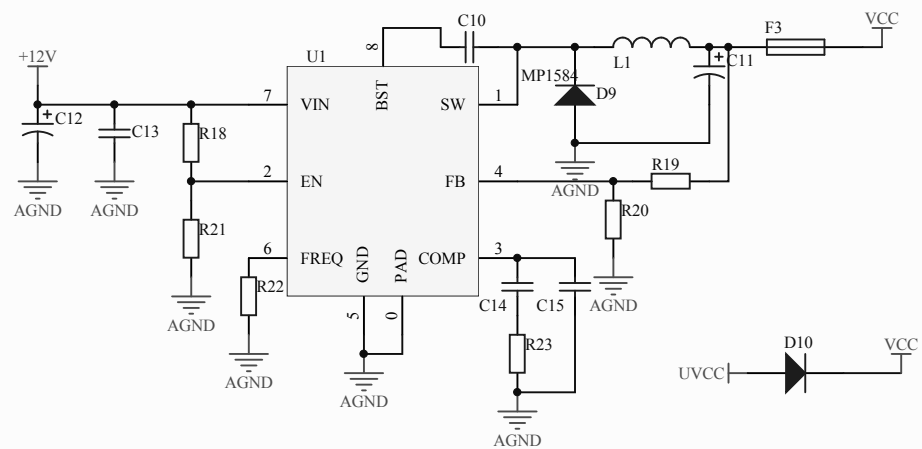 C10
F3
VCC
8
+12V
U1
L1
C11
MP1584
BST
7
VIN
SW
1
D9
C12
C13
R18
2
EN
FB
4
R19
AGND
AGND
AGND
R21
R20
6
FREQ
GND
PAD
COMP
3
R22
AGND
C14
C15
AGND
5
0
R23
AGND
D10
VCC
UVCC
AGND
AGND